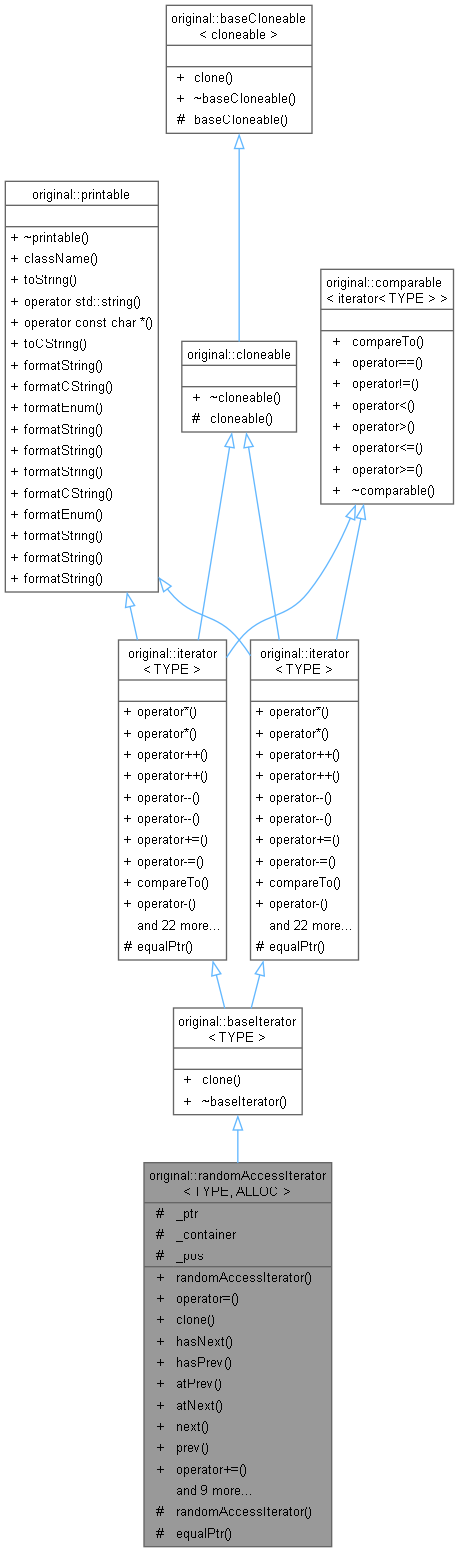 original::baseCloneable
< cloneable >
+ clone()
+ ~baseCloneable()
# baseCloneable()
original::printable
+ ~printable()
+ className()
+ toString()
+ operator std::string()
+ operator const char *()
+ toCString()
+ formatString()
+ formatCString()
+ formatEnum()
+ formatString()
+ formatString()
+ formatString()
+ formatCString()
+ formatEnum()
+ formatString()
+ formatString()
+ formatString()
original::cloneable
+ ~cloneable()
# cloneable()
original::comparable
< iterator< TYPE > >
+ compareTo()
+ operator==()
+ operator!=()
+ operator<()
+ operator>()
+ operator<=()
+ operator>=()
+ ~comparable()
original::iterator
< TYPE >
+ operator*()
+ operator*()
+ operator++()
+ operator++()
+ operator--()
+ operator--()
+ operator+=()
+ operator-=()
+ compareTo()
+ operator-()
and 22 more...
# equalPtr()
original::iterator
< TYPE >
+ operator*()
+ operator*()
+ operator++()
+ operator++()
+ operator--()
+ operator--()
+ operator+=()
+ operator-=()
+ compareTo()
+ operator-()
and 22 more...
# equalPtr()
original::baseIterator
< TYPE >
+ clone()
+ ~baseIterator()
original::randomAccessIterator
< TYPE, ALLOC >
# _ptr
# _container
# _pos
+ randomAccessIterator()
+ operator=()
+ clone()
+ hasNext()
+ hasPrev()
+ atPrev()
+ atNext()
+ next()
+ prev()
+ operator+=()
and 9 more...
# randomAccessIterator()
# equalPtr()